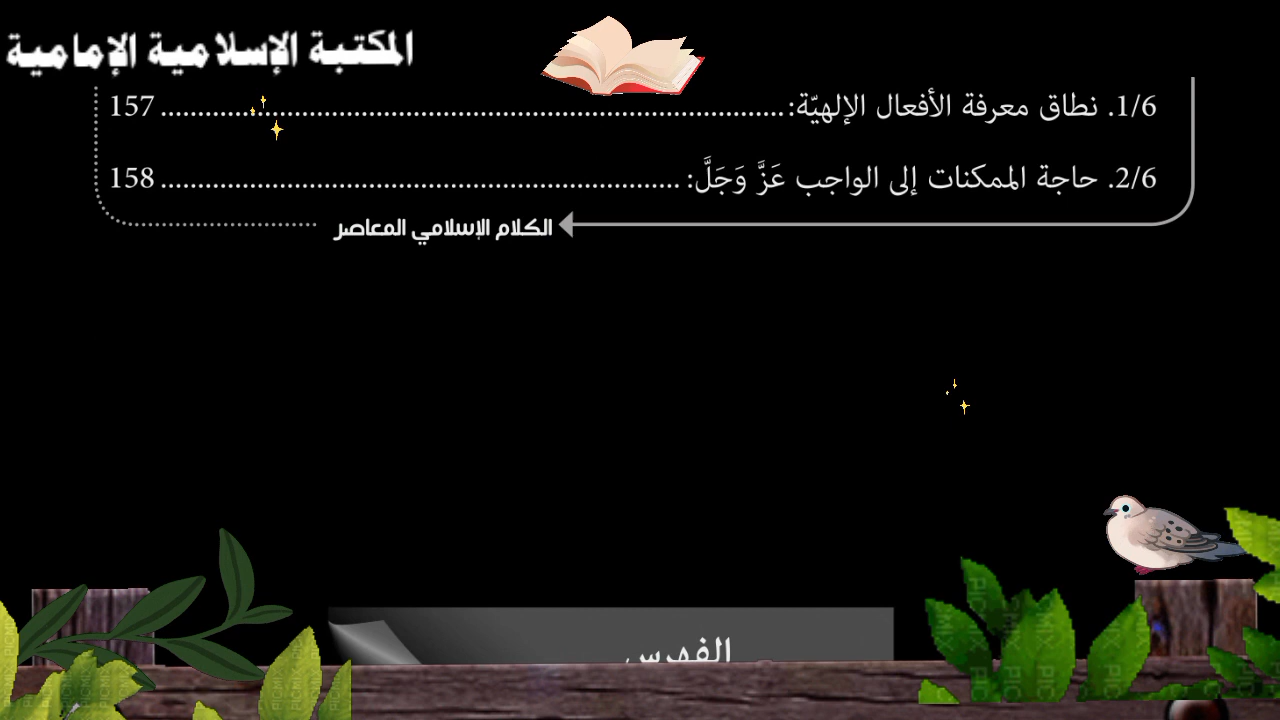 المكتبة الإسلامية الإمامية
1/6. نطاق معرفة الأفعال الإلهيّة:.................................................................................... 157
2/6. حاجة الممكنات إلى الواجب عَزَّ وَجَلَّ:...................................................................... 158
الكلام الإسلامي المعاصر
الفهرس